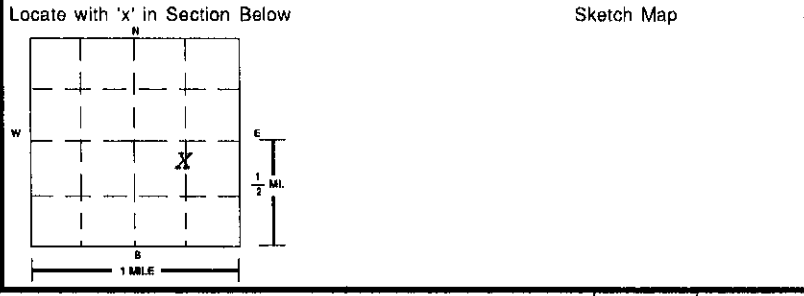 Locate with 'x' in Section Below
Sketch Map
N
W
E
X
1/2 MI.
B
1 MILE